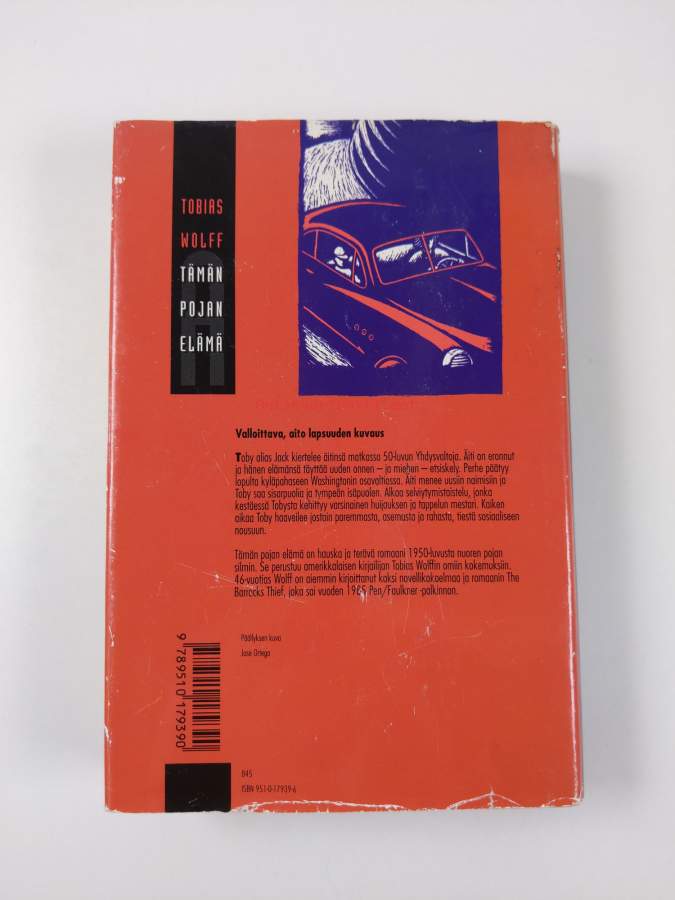 TOBIAS
WOLFF
TÄMÄN
POJAN
ELÄMÄ
Valloittava, aito lapsuuden kuvaus
Toby alias Jack kiertelee äitinsä matkassa 50-luvun Yhdysvaltoja. Äiti on eronnut
ja hänen elämänsä täyttää uuden onnen – ja miehen – etsiskely. Perhe päätyy
lopulta kyläpahaseen Washingtonin osavaltiossa. Äiti menee uusiin naimisiin ja
Toby saa sisarpuolia ja tympeän isäpuolen. Alkaa selviytymistaistelu, jonka
kestäessä Tobysta kehittyy varsinainen huijauksen ja tappelun mestari. Kaiken
aikaa Toby haaveilee jostain paremmasta, asemasta ja rahasta, tiestä sosiaaliseen
nousuun.
Tämän pojan elämä on hauska ja terävä romaani 1950-luvusta nuoren pojan
silmin. Se perustuu amerikkalaisen kirjailijan Tobias Wolffin omiin kokemuksiin.
46-vuotias Wolff on aiemmin kirjoittanut kaksi novellikokoelmaa ja romaanin The
Barracks Thief, joka sai vuoden 1985 Pen/Faulkner -palkinnon.
Päällyksen kuva
Jose Ortega
9 789510 179390
845
ISBN 951-0-17939-6